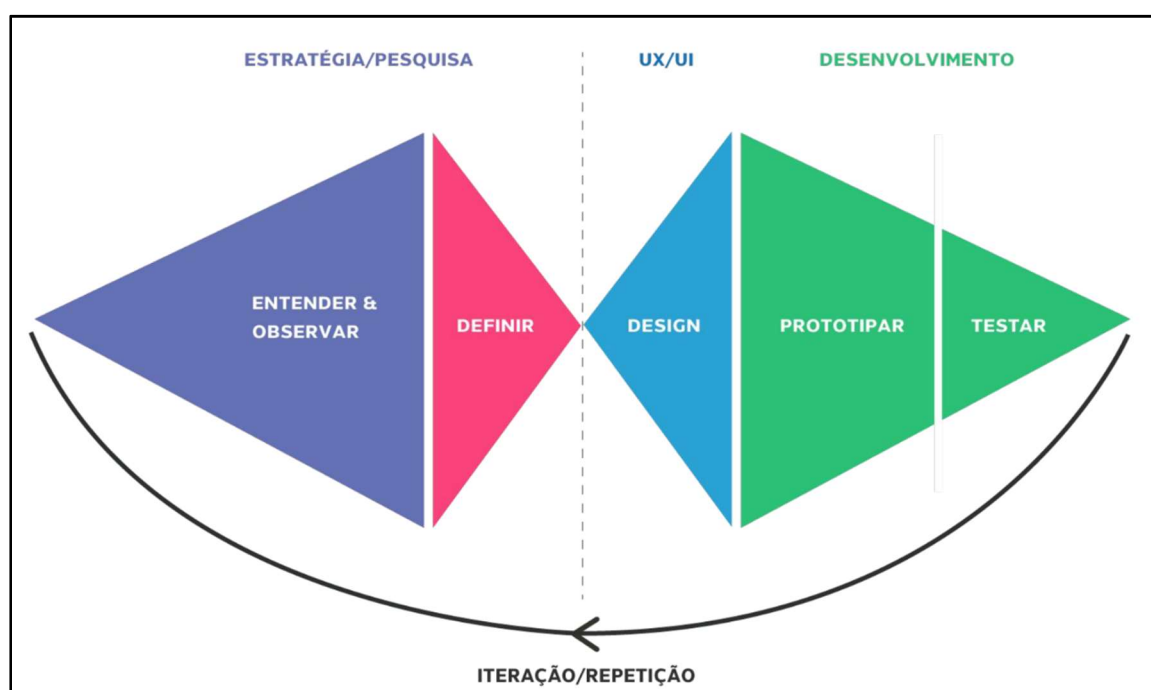 ESTRATÉGIA/PESQUISA
UX/UI
DESENVOLVIMENTO
ENTENDER &
OBSERVAR
DEFINIR
DESIGN
PROTOTIPAR
TESTAR
ITERAÇÃO/REPETIÇÃO